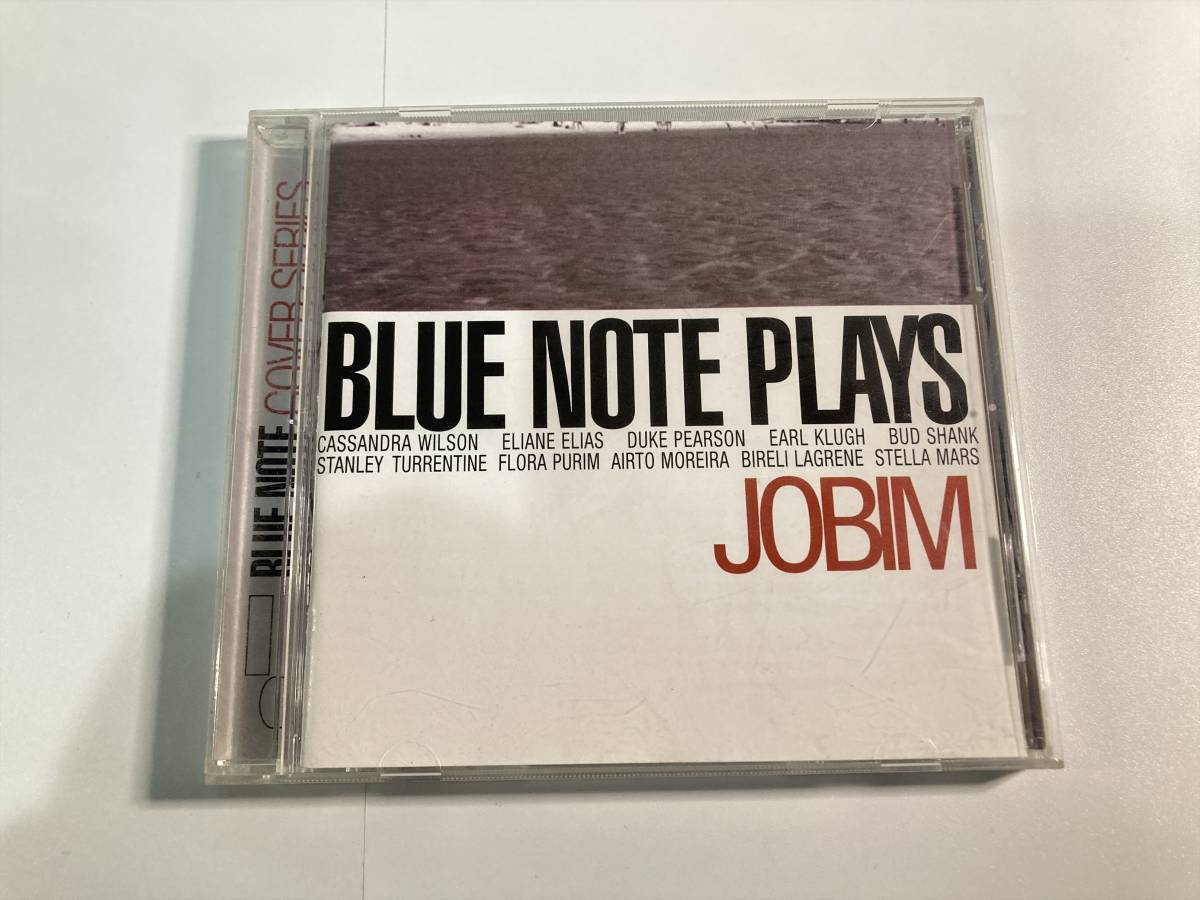 BLUE NOTE COVER SERIES
BLUE NOTE PLAYS
CASSANDRA WILSON ELIANE ELIAS DUKE PEARSON EARL KLUGH BUD SHANK
STANLEY TURRENTINE FLORA PURIM AIRTO MOREIRA BIRELI LAGRENE STELLA MARS
JOBIM